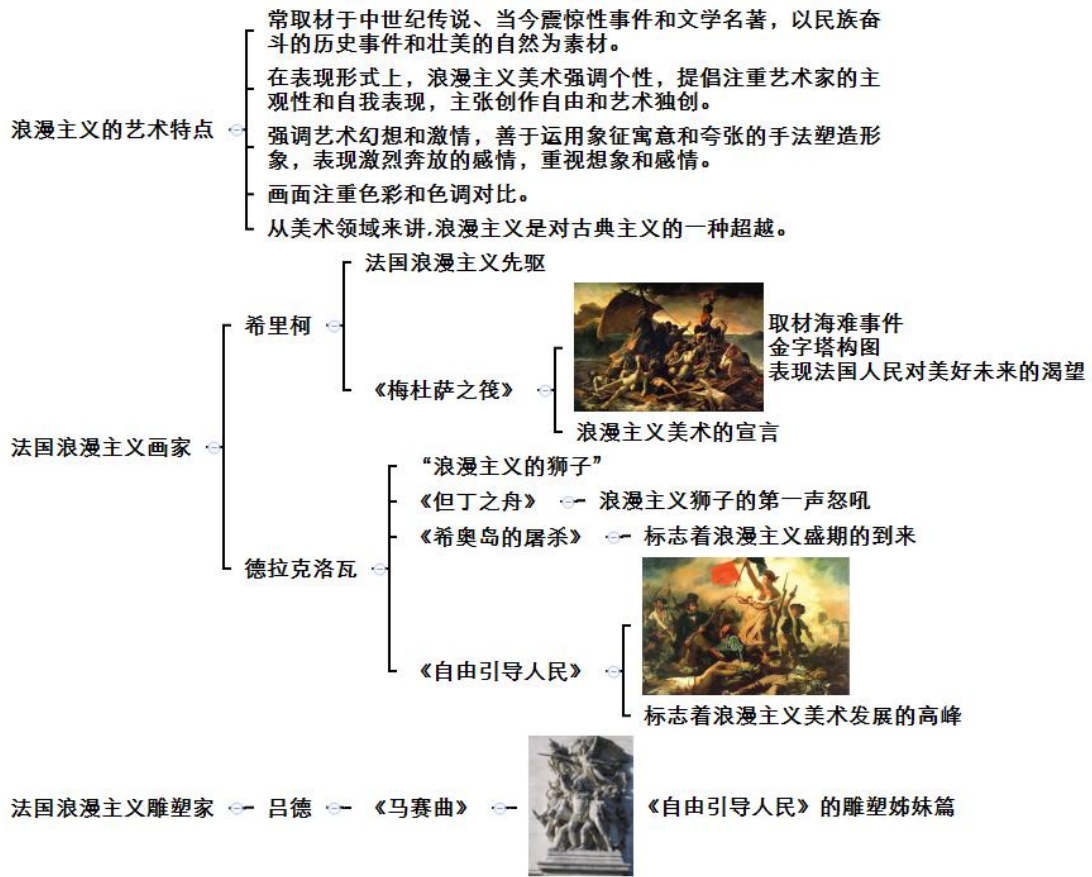 常取材于中世纪传说、当今震惊性事件和文学名著，以民族奋
斗的历史事件和壮美的自然为素材。
在表现形式上，浪漫主义美术强调个性，提倡注重艺术家的主
观性和自我表现，主张创作自由和艺术独创。
浪漫主义的艺术特点
强调艺术幻想和激情，善于运用象征寓意和夸张的手法塑造形
象，表现激烈奔放的感情，重视想象和感情。
画面注重色彩和色调对比。
从美术领域来讲,浪漫主义是对古典主义的一种超越。
法国浪漫主义画家
希里柯
法国浪漫主义先驱
《梅杜萨之筏》
取材海难事件
金字塔构图
表现法国人民对美好未来的渴望
浪漫主义美术的宣言
德拉克洛瓦
“浪漫主义的狮子”
《但丁之舟》
浪漫主义狮子的第一声怒吼
《希奥岛的屠杀》
标志着浪漫主义盛期的到来
《自由引导人民》
标志着浪漫主义美术发展的高峰
法国浪漫主义雕塑家
吕德
《马赛曲》
《自由引导人民》的雕塑姊妹篇